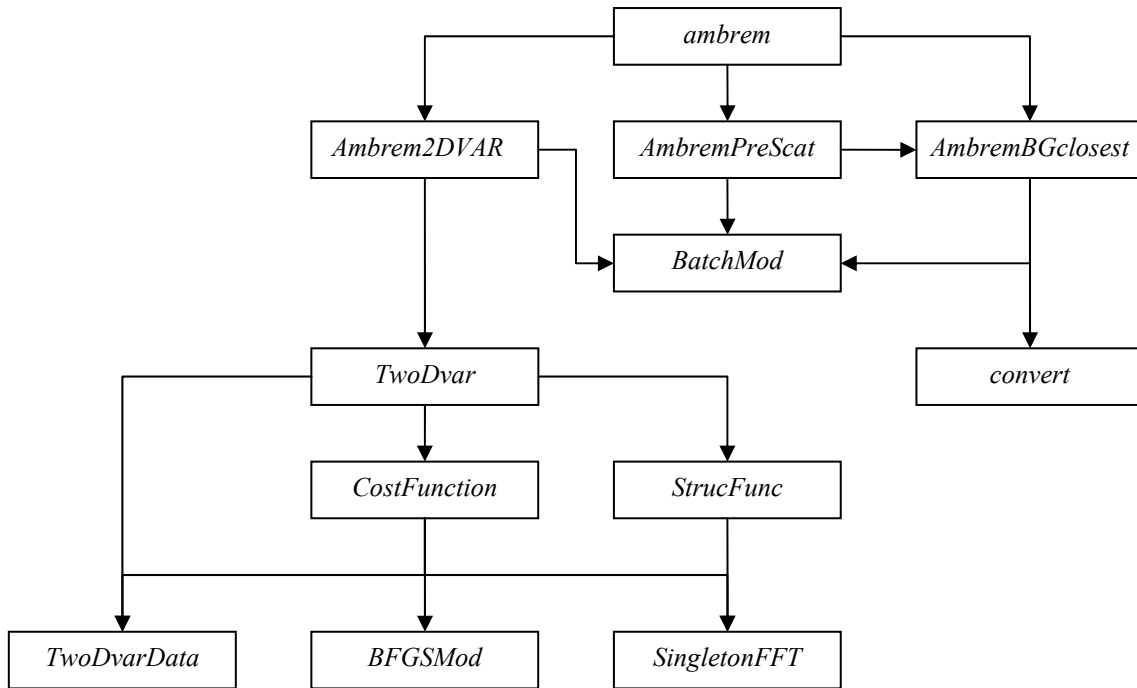 ambrem
Ambrem2DVAR
AmbremPreScat
AmbremBGclosest
BatchMod
TwoDvar
convert
CostFunction
StrucFunc
TwoDvarData
BFGSMod
SingletonFFT